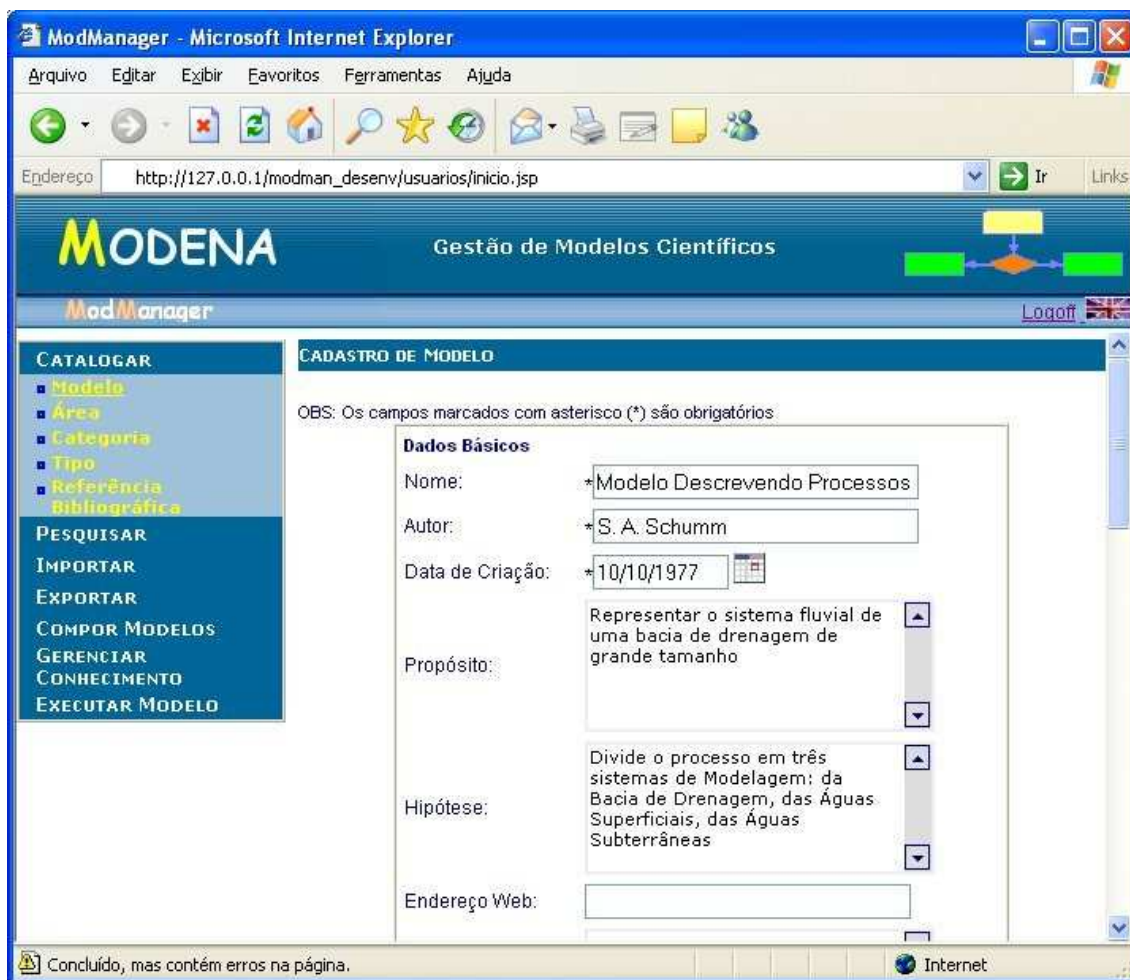 ModManager - Microsoft Internet Explorer
Arquivo Editar Exibir Favoritos Ferramentas Ajuda
Endereço http://127.0.0.1/modman_desenv/usuarios/inicio.jsp Ir Links
MODENA
Gestão de Modelos Científicos
ModManager
Logoff
CATALOGAR
Modelo
Área
Categoria
Tipo
Referência
Bibliográfica
PESQUISAR
IMPORTAR
EXPORTAR
COMPOR MODELOS
GERENCIAR
CONHECIMENTO
EXECUTAR MODELO
CADASTRO DE MODELO
OBS: Os campos marcados com asterisco (*) são obrigatórios
Dados Básicos
Nome: *Modelo Descrevendo Processos
Autor: *S. A. Schumm
Data de Criação: *10/10/1977
Propósito:
Representar o sistema fluvial de
uma bacia de drenagem de
grande tamanho
Hipótese:
Divide o processo em três
sistemas de Modelagem: da
Bacia de Drenagem, das Águas
Superficiais, das Águas
Subterrâneas
Endereço Web:
Concluído, mas contém erros na página. Internet